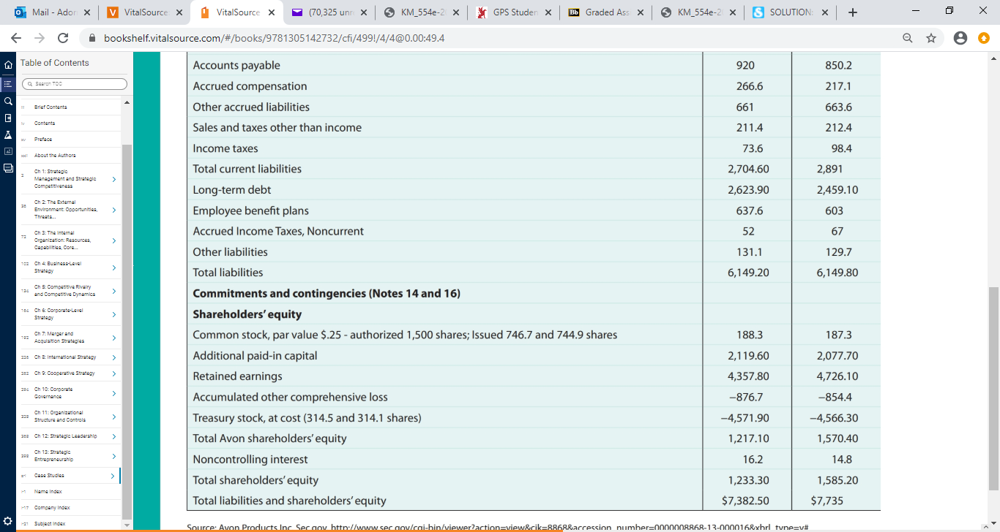 Mail - Ador
VitalSource
VitalSource
(70,325 unr
KM_554e-2
GPS Studen
Bb Graded Ass
KM_554e-2
S SOLUTION
bookshelf.vitalsource.com/#/books/9781305142732/cfi/499!/4/4@0.00:49.4
Table of Contents
Search TOC
Brief Contents
iv Contents
xv Preface
About the Authors
2 Ch 1: Strategic
Management and Strategic
Competitiveness
36 Ch 2: The External
Environment: Opportunities,
Threats...
72 Ch 3: The Internal
Organization: Resources,
Capabilities, Core...
102 Ch 4: Business-Level
Strategy
134 Ch 5: Competitive Rivalry
and Competitive Dynamics
164 Ch 6: Corporate-Level
Strategy
192 Ch 7: Merger and
Acquisition Strategies
226 Ch 8: International Strategy
262 Ch 9: Cooperative Strategy
294 Ch 10: Corporate
Governance
Ch 11: Organizational
Structure and Controls
368 Ch 12: Strategic Leadership
398 Ch 13: Strategic
Entrepreneurship
Case Studies
I-1 Name Index
I-17 Company Index
I-21 Subject Index
Accounts payable 920 850.2
Accrued compensation 266.6 217.1
Other accrued liabilities 661 663.6
Sales and taxes other than income 211.4 212.4
Income taxes 73.6 98.4
Total current liabilities 2,704.60 2,891
Long-term debt 2,623.90 2,459.10
Employee benefit plans 637.6 603
Accrued Income Taxes, Noncurrent 52 67
Other liabilities 131.1 129.7
Total liabilities 6,149.20 6,149.80
Commitments and contingencies (Notes 14 and 16)
Shareholders' equity
Common stock, par value $.25 - authorized 1,500 shares; Issued 746.7 and 744.9 shares 188.3 187.3
Additional paid-in capital 2,119.60 2,077.70
Retained earnings 4,357.80 4,726.10
Accumulated other comprehensive loss −876.7 −854.4
Treasury stock, at cost (314.5 and 314.1 shares) −4,571.90 −4,566.30
Total Avon shareholders' equity 1,217.10 1,570.40
Noncontrolling interest 16.2 14.8
Total shareholders' equity 1,233.30 1,585.20
Total liabilities and shareholders' equity $7,382.50 $7,735
Source: Avon Products Inc. Sec.gov. http://www.sec.gov/cgi-bin/viewer?action=view&cik=8868&accession_number=0000008868-13-000016&xbrl_type=v#